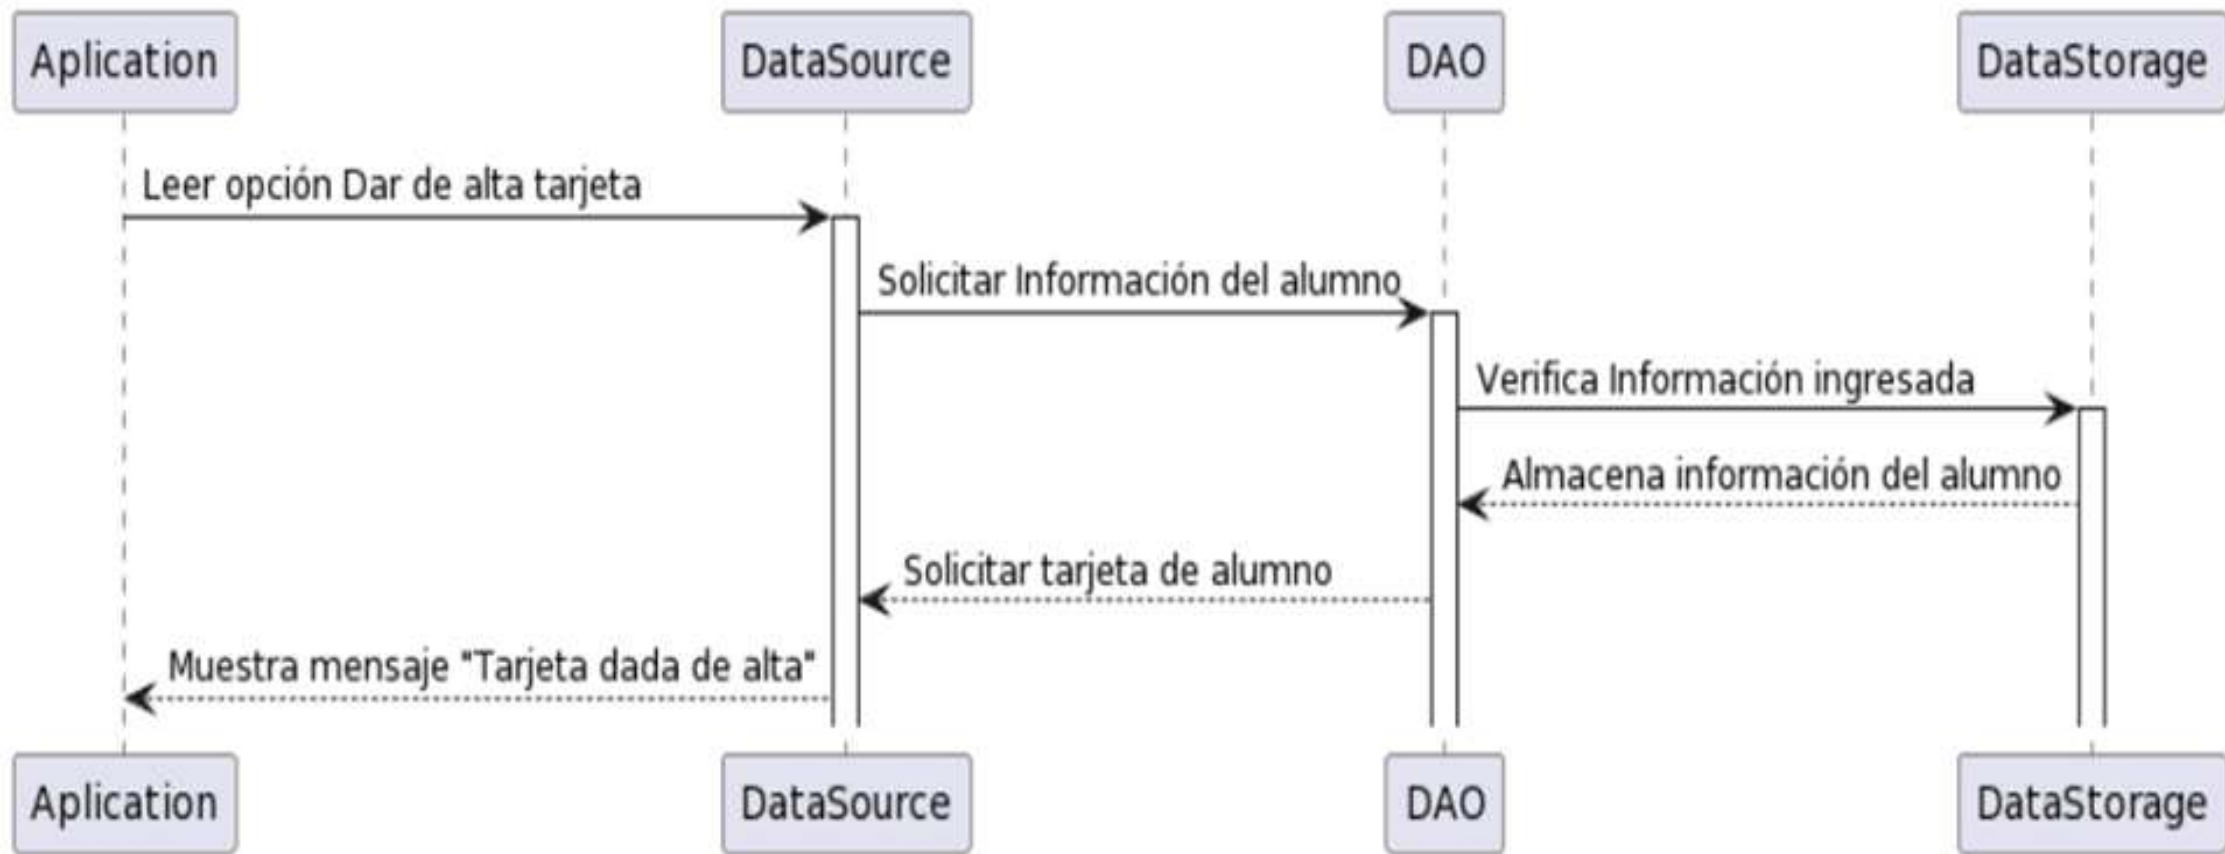 Aplication
DataSource
DAO
DataStorage
Leer opción Dar de alta tarjeta
Solicitar Información del alumno
Verifica Información ingresada
Almacena información del alumno
Solicitar tarjeta de alumno
Muestra mensaje "Tarjeta dada de alta"
Aplication
DataSource
DAO
DataStorage